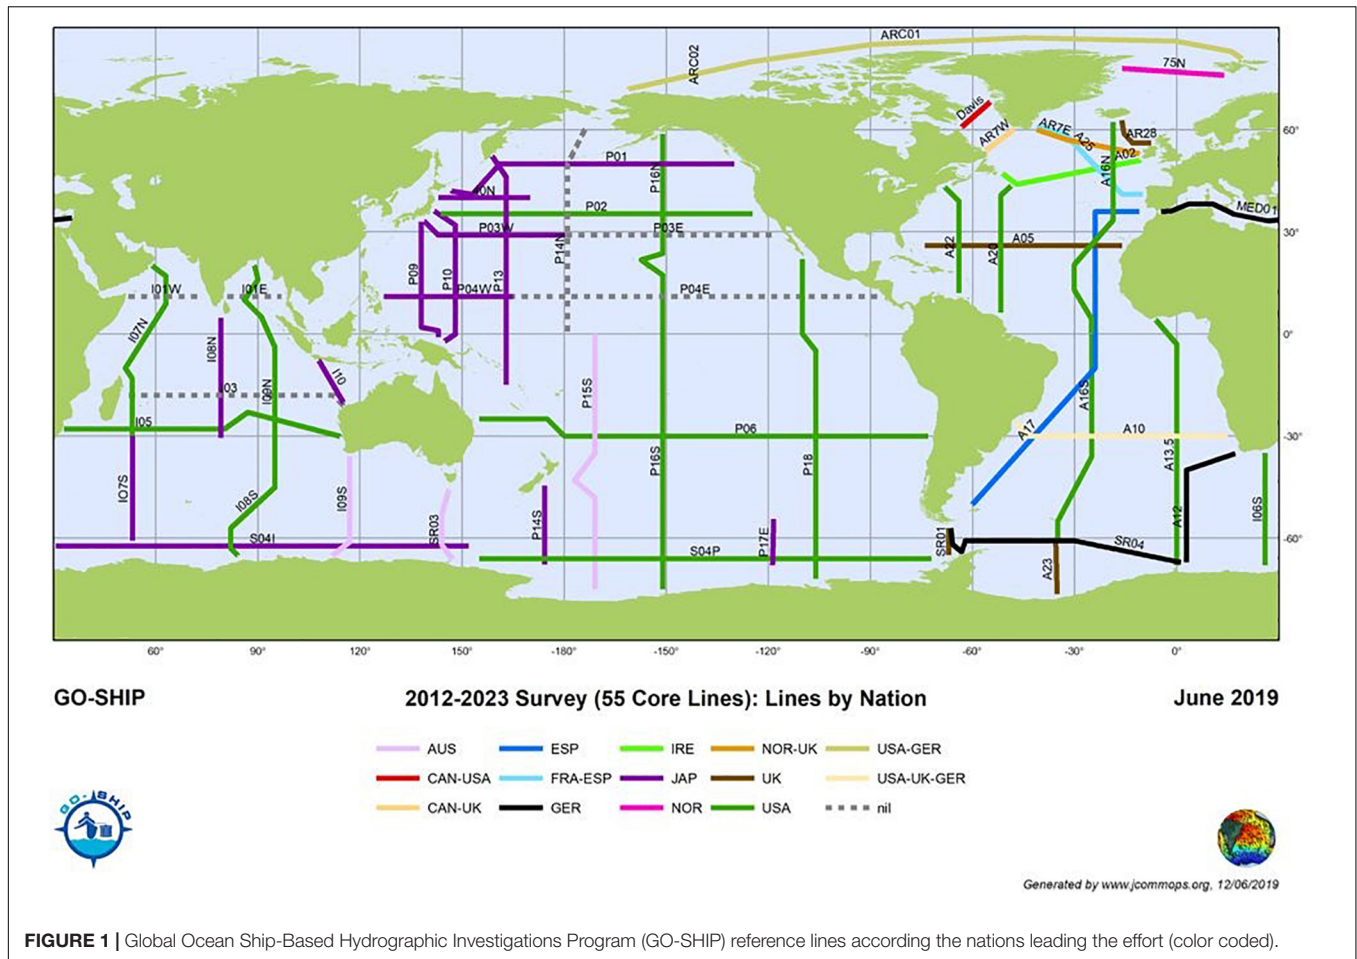 ARC01
ARC02
75N
Davis
AR7W
AR7E
A25
AR28
A02
60°
P01
P16N
A16N
40N
P02
MED01
P03W
P03E
30°
A22
A20
A05
P14N
P09
P10
P13
I01W
I01E
P04W
P04E
I07N
I08N
0°
I10
I03
I09N
P15S
A16S
I05
P06
A17
A10
-30°
P16S
P18
A13.5
IO7S
I08S
I09S
SR03
P14S
P17E
SR01
A12
I06S
S04I
S04P
SR04
-60°
A23
60°
90°
120°
150°
-180°
-150°
-120°
-90°
-60°
-30°
0°
GO-SHIP
2012-2023 Survey (55 Core Lines): Lines by Nation
June 2019
AUS
ESP
IRE
NOR-UK
USA-GER
CAN-USA
FRA-ESP
JAP
UK
USA-UK-GER
CAN-UK
GER
NOR
USA
nil
GO-SHIP
Generated by www.jcommops.org, 12/06/2019
FIGURE 1 | Global Ocean Ship-Based Hydrographic Investigations Program (GO-SHIP) reference lines according the nations leading the effort (color coded).